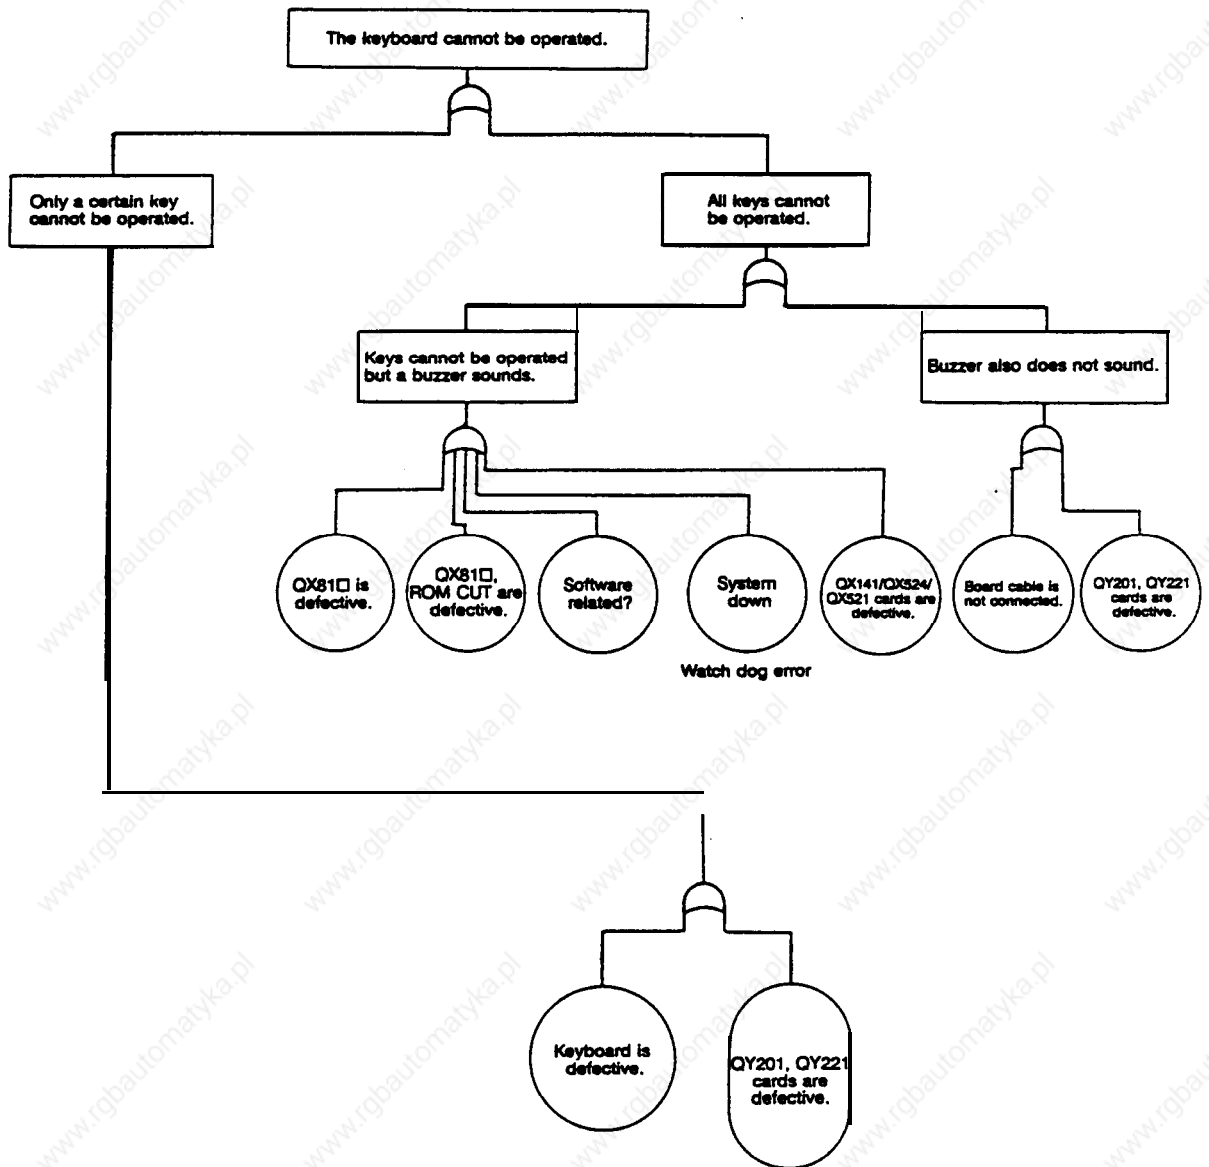 The keyboard cannot be operated.
Only a certain key
cannot be operated.
All keys cannot
be operated.
Keys cannot be operated
but a buzzer sounds.
Buzzer also does not sound.
QX81□ is
defective.
QX81□,
ROM CUT are
defective.
Software
related?
System
down
QX141/QX524/
QX521 cards are
defective.
Board cable is
not connected.
QY201, QY221
cards are
defective.
Watch dog error
Keyboard is
defective.
QY201, QY221
cards are
defective.
www.rgbautomatyka.pl